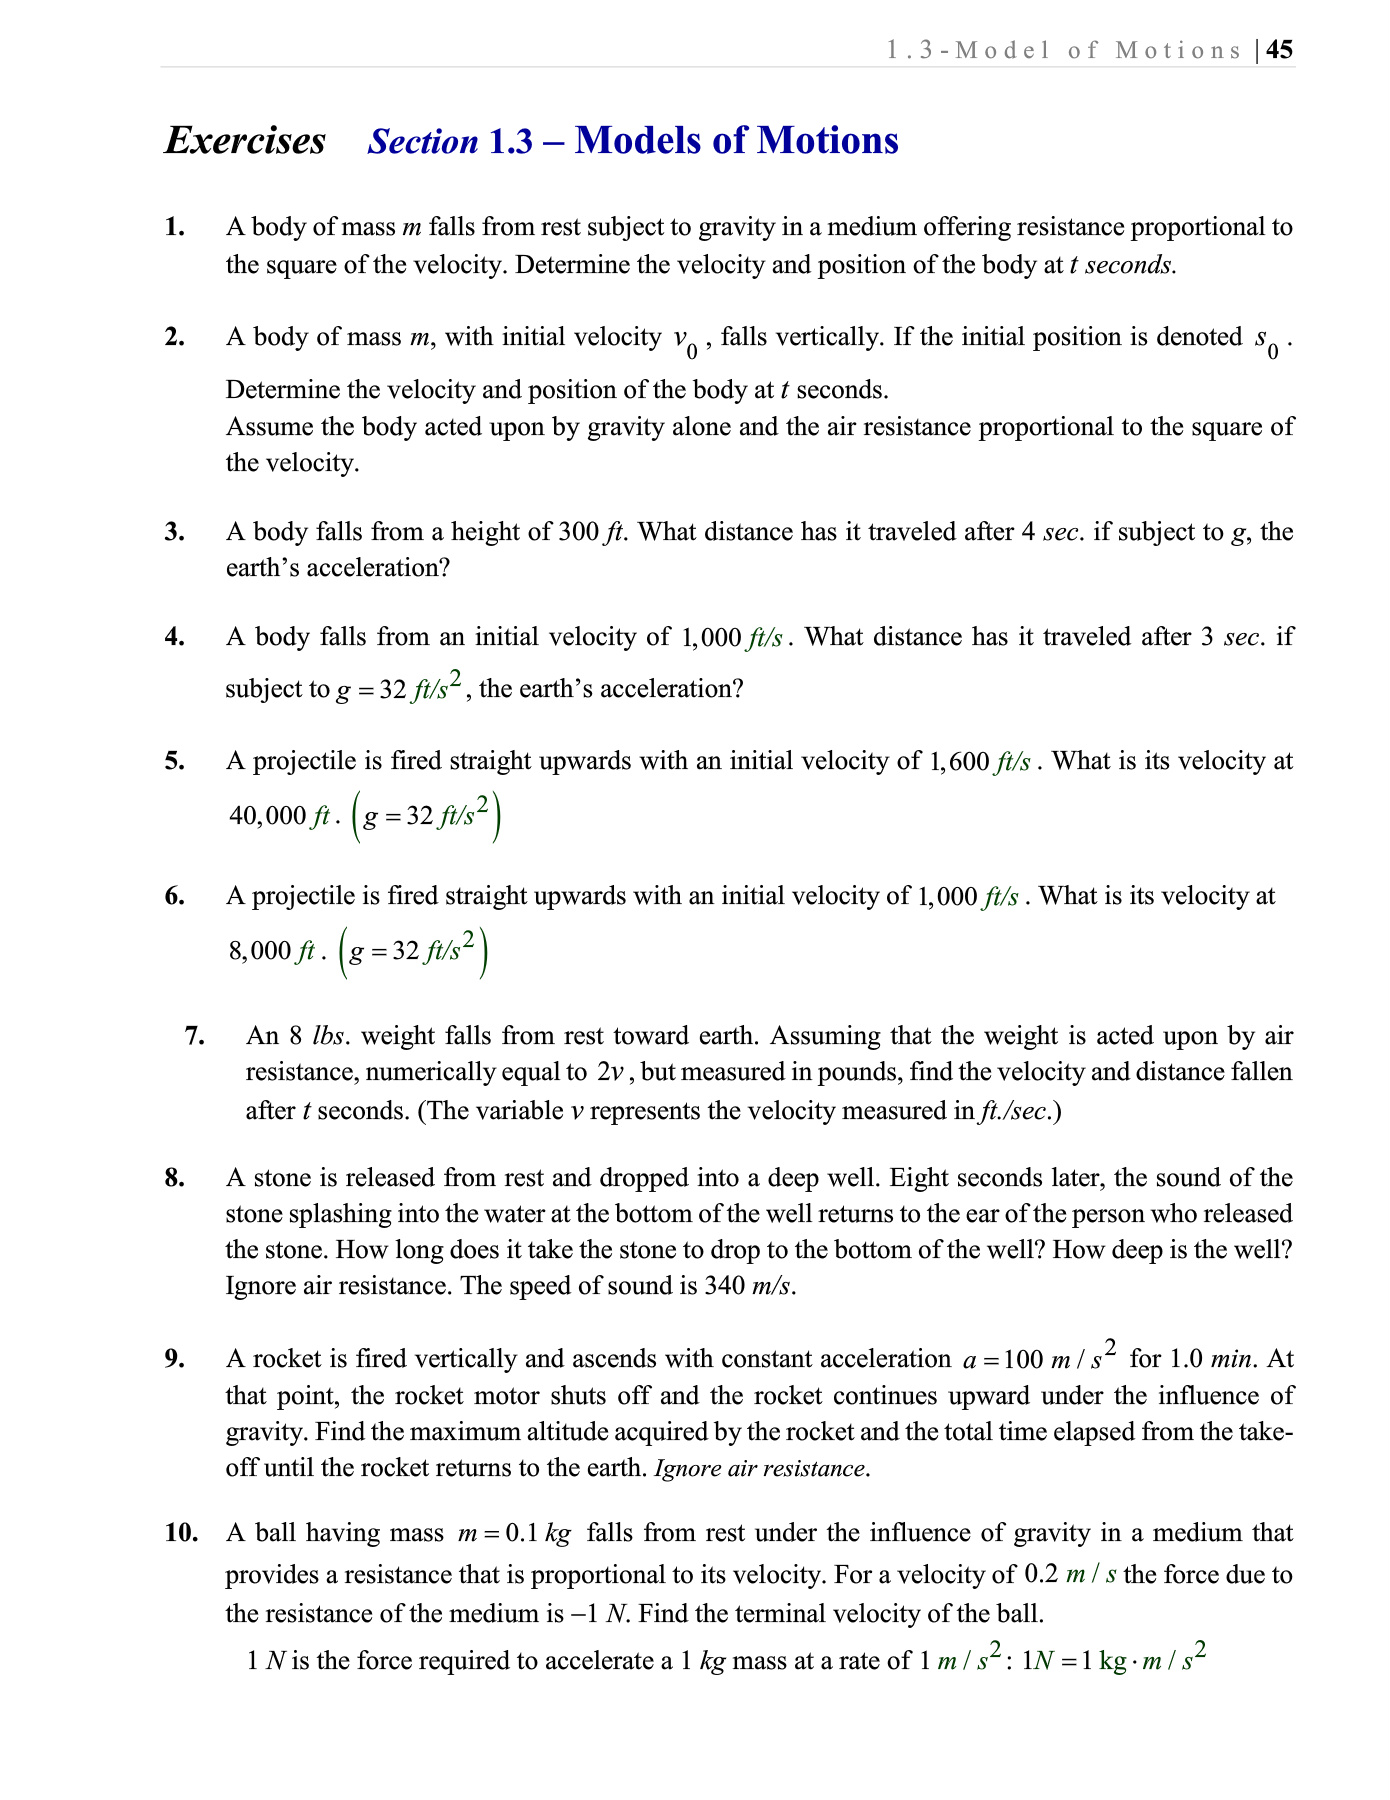 1.3-Model of Motions | 45
Exercises Section 1.3 – Models of Motions
1. A body of mass m falls from rest subject to gravity in a medium offering resistance proportional to
the square of the velocity. Determine the velocity and position of the body at t seconds.
2. A body of mass m, with initial velocity v₀ , falls vertically. If the initial position is denoted s₀ .
Determine the velocity and position of the body at t seconds.
Assume the body acted upon by gravity alone and the air resistance proportional to the square of
the velocity.
3. A body falls from a height of 300 ft. What distance has it traveled after 4 sec. if subject to g, the
earth’s acceleration?
4. A body falls from an initial velocity of 1,000 ft/s . What distance has it traveled after 3 sec. if
subject to g = 32 ft/s² , the earth’s acceleration?
5. A projectile is fired straight upwards with an initial velocity of 1,600 ft/s . What is its velocity at
40,000 ft . (g = 32 ft/s²)
6. A projectile is fired straight upwards with an initial velocity of 1,000 ft/s . What is its velocity at
8,000 ft . (g = 32 ft/s²)
7. An 8 lbs. weight falls from rest toward earth. Assuming that the weight is acted upon by air
resistance, numerically equal to 2v , but measured in pounds, find the velocity and distance fallen
after t seconds. (The variable v represents the velocity measured in ft./sec.)
8. A stone is released from rest and dropped into a deep well. Eight seconds later, the sound of the
stone splashing into the water at the bottom of the well returns to the ear of the person who released
the stone. How long does it take the stone to drop to the bottom of the well? How deep is the well?
Ignore air resistance. The speed of sound is 340 m/s.
9. A rocket is fired vertically and ascends with constant acceleration a = 100 m / s² for 1.0 min. At
that point, the rocket motor shuts off and the rocket continues upward under the influence of
gravity. Find the maximum altitude acquired by the rocket and the total time elapsed from the take-
off until the rocket returns to the earth. Ignore air resistance.
10. A ball having mass m = 0.1 kg falls from rest under the influence of gravity in a medium that
provides a resistance that is proportional to its velocity. For a velocity of 0.2 m / s the force due to
the resistance of the medium is −1 N. Find the terminal velocity of the ball.
1 N is the force required to accelerate a 1 kg mass at a rate of 1 m / s² : 1N = 1 kg · m / s²